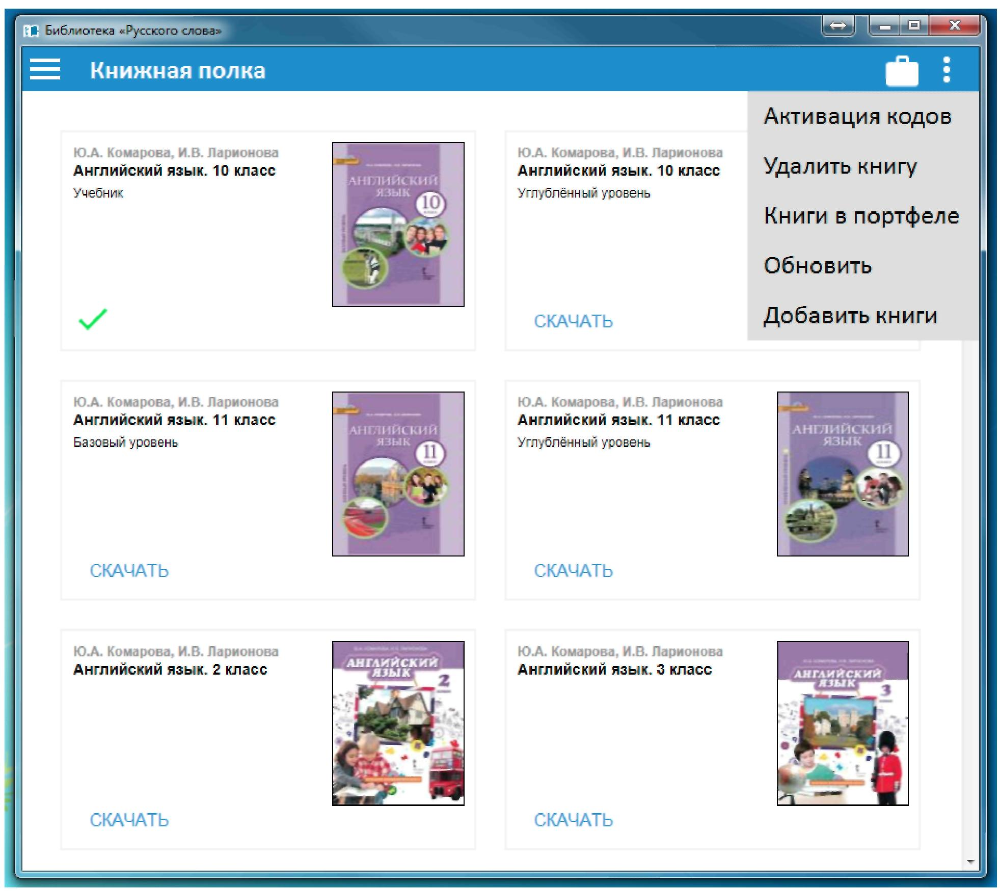 Библиотека «Русского слова»
Книжная полка
Активация кодов
Удалить книгу
Книги в портфеле
Обновить
Добавить книги
Ю.А. Комарова, И.В. Ларионова
Английский язык. 10 класс
Учебник
АНГЛИЙСКИЙ
ЯЗЫК
10
Ю.А. Комарова, И.В. Ларионова
Английский язык. 10 класс
Углублённый уровень
СКАЧАТЬ
Ю.А. Комарова, И.В. Ларионова
Английский язык. 11 класс
Базовый уровень
АНГЛИЙСКИЙ
ЯЗЫК
11
СКАЧАТЬ
Ю.А. Комарова, И.В. Ларионова
Английский язык. 11 класс
Углублённый уровень
АНГЛИЙСКИЙ
ЯЗЫК
11
СКАЧАТЬ
Ю.А. Комарова, И.В. Ларионова
Английский язык. 2 класс
АНГЛИЙСКИЙ
ЯЗЫК
2
СКАЧАТЬ
Ю.А. Комарова, И.В. Ларионова
Английский язык. 3 класс
АНГЛИЙСКИЙ
ЯЗЫК
3
СКАЧАТЬ